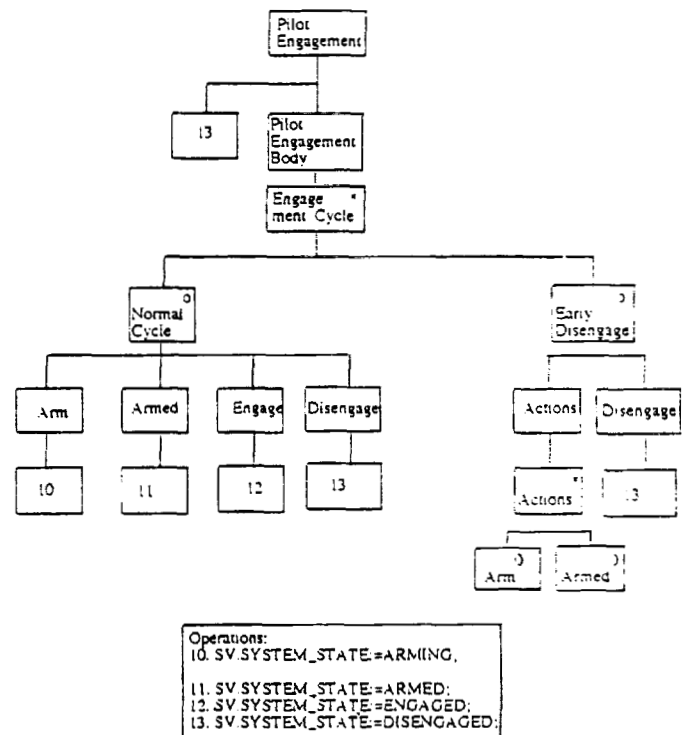 Pilot
Engagement
13
Pilot
Engagement
Body
Engage *
ment Cycle
O
Normal
Cycle
O
Early
Disengage
Arm
Armed
Engage
Disengage
Actions
Disengage
10
11
12
13
Actions *
13
O
Arm
O
Armed
Operations:
10. SV.SYSTEM_STATE:=ARMING,
11. SV.SYSTEM_STATE:=ARMED;
12. SV.SYSTEM_STATE:=ENGAGED;
13. SV.SYSTEM_STATE:=DISENGAGED;